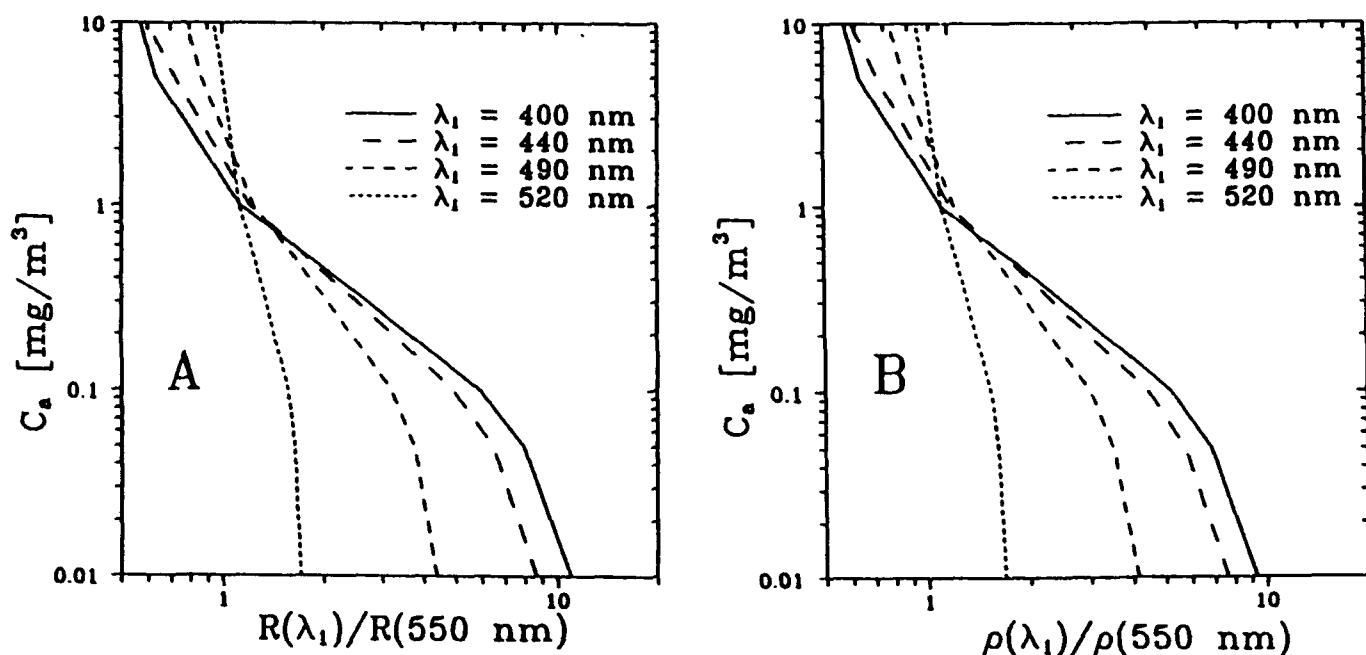 10
1
0.1
0.01
C_a [mg/m³]
A
λ₁ = 400 nm
λ₁ = 440 nm
λ₁ = 490 nm
λ₁ = 520 nm
1
10
R(λ₁)/R(550 nm)
10
1
0.1
0.01
C_a [mg/m³]
B
λ₁ = 400 nm
λ₁ = 440 nm
λ₁ = 490 nm
λ₁ = 520 nm
1
10
ρ(λ₁)/ρ(550 nm)